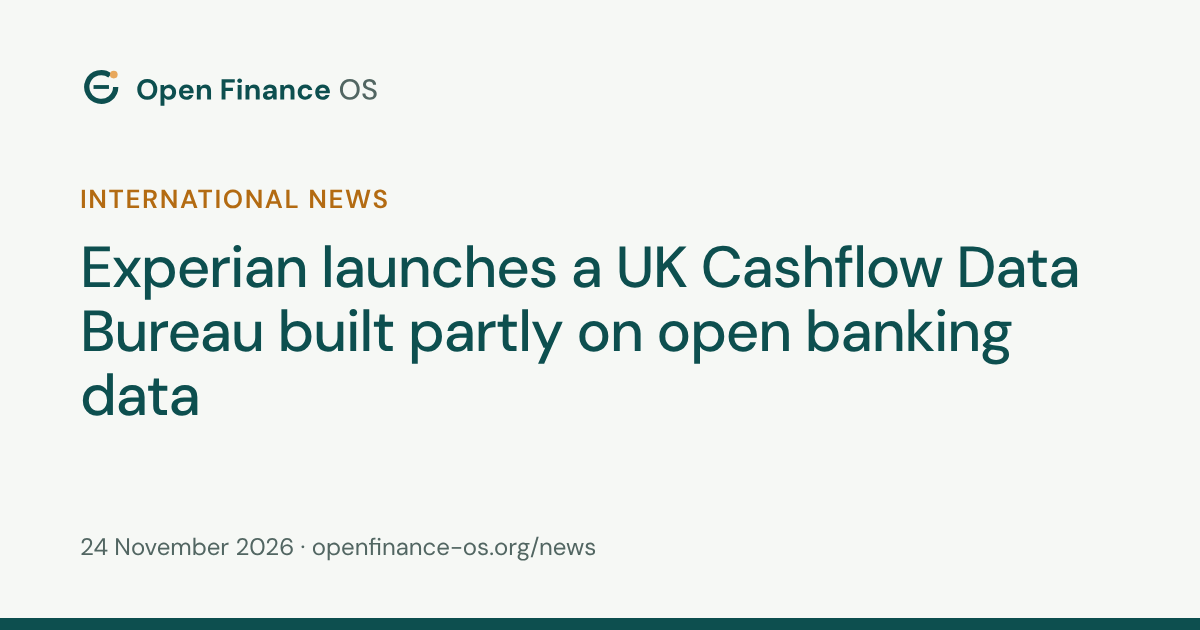 Open Finance OS
INTERNATIONAL NEWS
Experian launches a UK Cashflow Data
Bureau built partly on open banking
data
24 November 2026 · openfinance-os.org/news